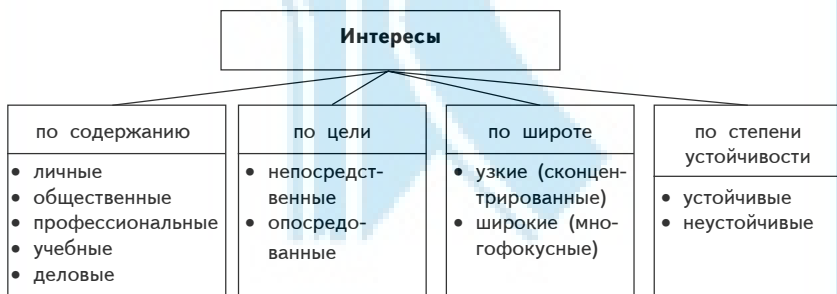 Интересы
по содержанию
• личные
• общественные
• профессиональные
• учебные
• деловые
по цели
• непосредст-
венные
• опосредо-
ванные
по широте
• узкие (сконцен-
трированные)
• широкие (мно-
гофокусные)
по степени
устойчивости
• устойчивые
• неустойчивые